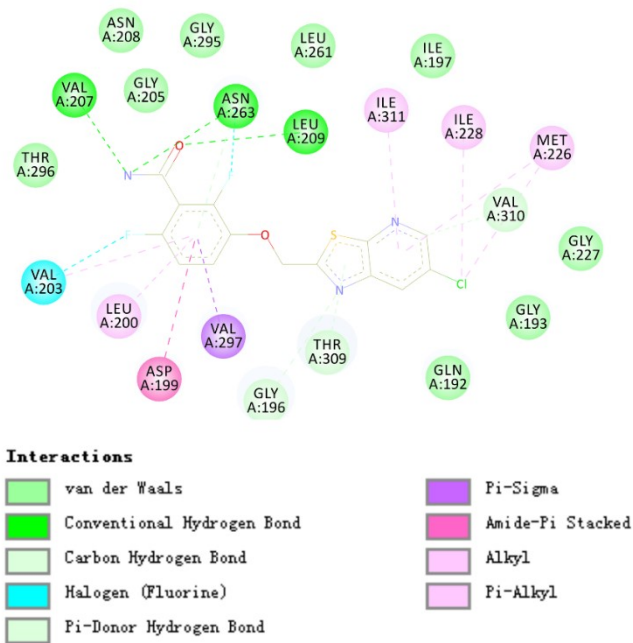 ASN
A:208
GLY
A:295
LEU
A:261
ILE
A:197
VAL
A:207
GLY
A:205
ASN
A:263
LEU
A:209
ILE
A:311
ILE
A:228
MET
A:226
THR
A:296
N
O
F
VAL
A:310
N
F
O
S
GLY
A:227
VAL
A:203
N
Cl
LEU
A:200
VAL
A:297
THR
A:309
GLY
A:193
ASP
A:199
GLY
A:196
GLN
A:192
Interactions
van der Waals
Conventional Hydrogen Bond
Carbon Hydrogen Bond
Halogen (Fluorine)
Pi-Donor Hydrogen Bond
Pi-Sigma
Amide-Pi Stacked
Alkyl
Pi-Alkyl